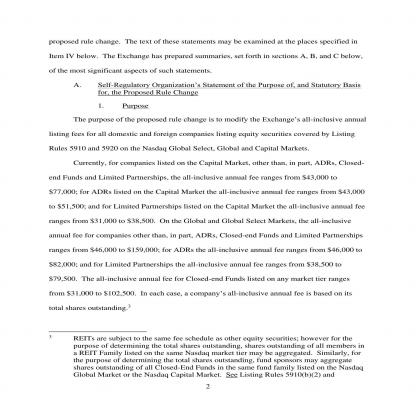 proposed rule change. The text of these statements may be examined at the places specified in
Item IV below. The Exchange has prepared summaries, set forth in sections A, B, and C below,
of the most significant aspects of such statements.
A. Self-Regulatory Organization's Statement of the Purpose of, and Statutory Basis
for, the Proposed Rule Change
1. Purpose
The purpose of the proposed rule change is to modify the Exchange's all-inclusive annual
listing fees for all domestic and foreign companies listing equity securities covered by Listing
Rules 5910 and 5920 on the Nasdaq Global Select, Global and Capital Markets.
Currently, for companies listed on the Capital Market, other than, in part, ADRs, Closed-
end Funds and Limited Partnerships, the all-inclusive annual fee ranges from $43,000 to
$77,000; for ADRs listed on the Capital Market the all-inclusive annual fee ranges from $43,000
to $51,500; and for Limited Partnerships listed on the Capital Market the all-inclusive annual fee
ranges from $31,000 to $38,500. On the Global and Global Select Markets, the all-inclusive
annual fee for companies other than, in part, ADRs, Closed-end Funds and Limited Partnerships
ranges from $46,000 to $159,000; for ADRs the all-inclusive annual fee ranges from $46,000 to
$82,000; and for Limited Partnerships the all-inclusive annual fee ranges from $38,500 to
$79,500. The all-inclusive annual fee for Closed-end Funds listed on any market tier ranges
from $31,000 to $102,500. In each case, a company's all-inclusive annual fee is based on its
total shares outstanding.3
3 REITs are subject to the same fee schedule as other equity securities; however for the
purpose of determining the total shares outstanding, shares outstanding of all members in
a REIT Family listed on the same Nasdaq market tier may be aggregated. Similarly, for
the purpose of determining the total shares outstanding, fund sponsors may aggregate
shares outstanding of all Closed-End Funds in the same fund family listed on the Nasdaq
Global Market or the Nasdaq Capital Market. See Listing Rules 5910(b)(2) and
2